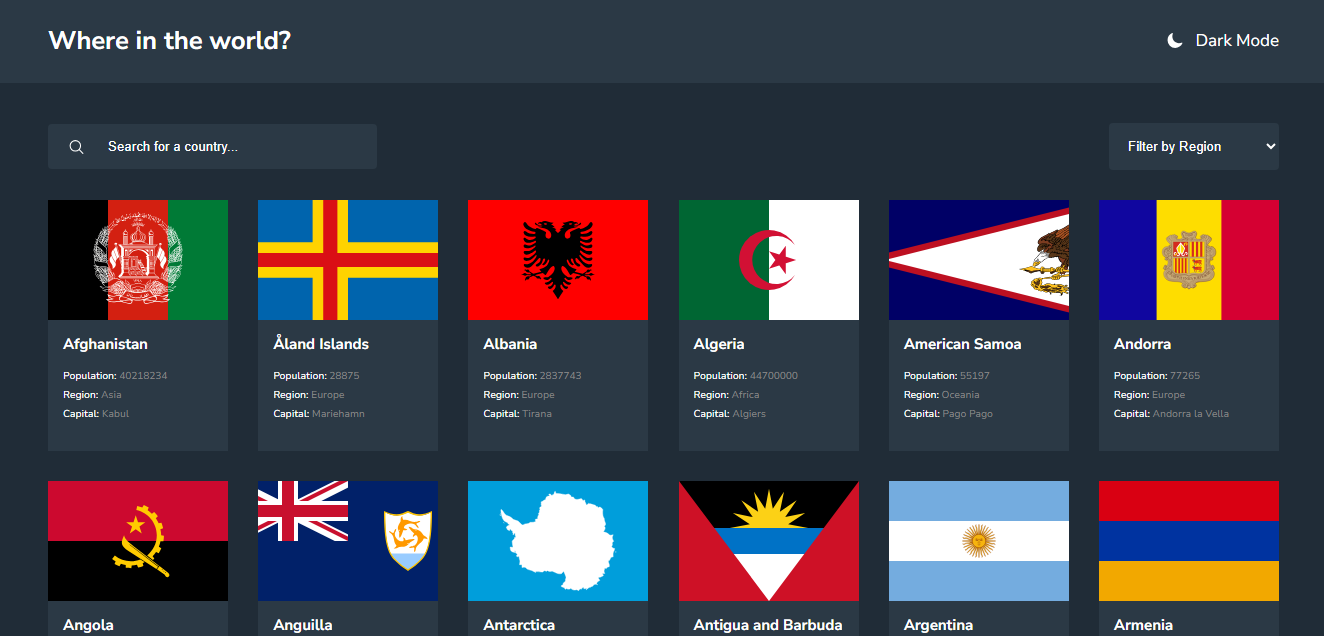 Where in the world?
Dark Mode
Search for a country...
Filter by Region
Afghanistan
Population: 40218234
Region: Asia
Capital: Kabul
Åland Islands
Population: 28875
Region: Europe
Capital: Mariehamn
Albania
Population: 2837743
Region: Europe
Capital: Tirana
Algeria
Population: 44700000
Region: Africa
Capital: Algiers
American Samoa
Population: 55197
Region: Oceania
Capital: Pago Pago
Andorra
Population: 77265
Region: Europe
Capital: Andorra la Vella
Angola
Anguilla
Antarctica
Antigua and Barbuda
Argentina
Armenia